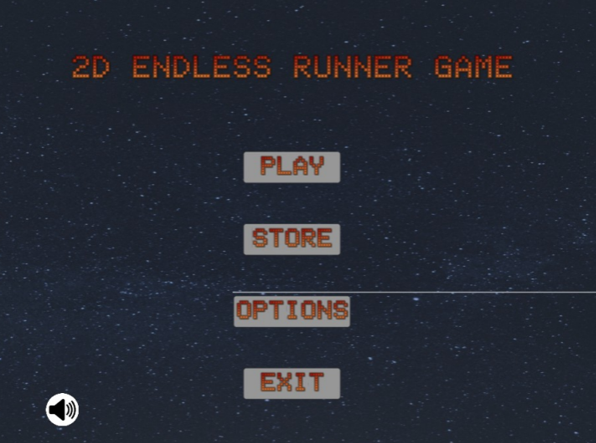 2D ENDLESS RUNNER GAME
PLAY
STORE
OPTIONS
EXIT